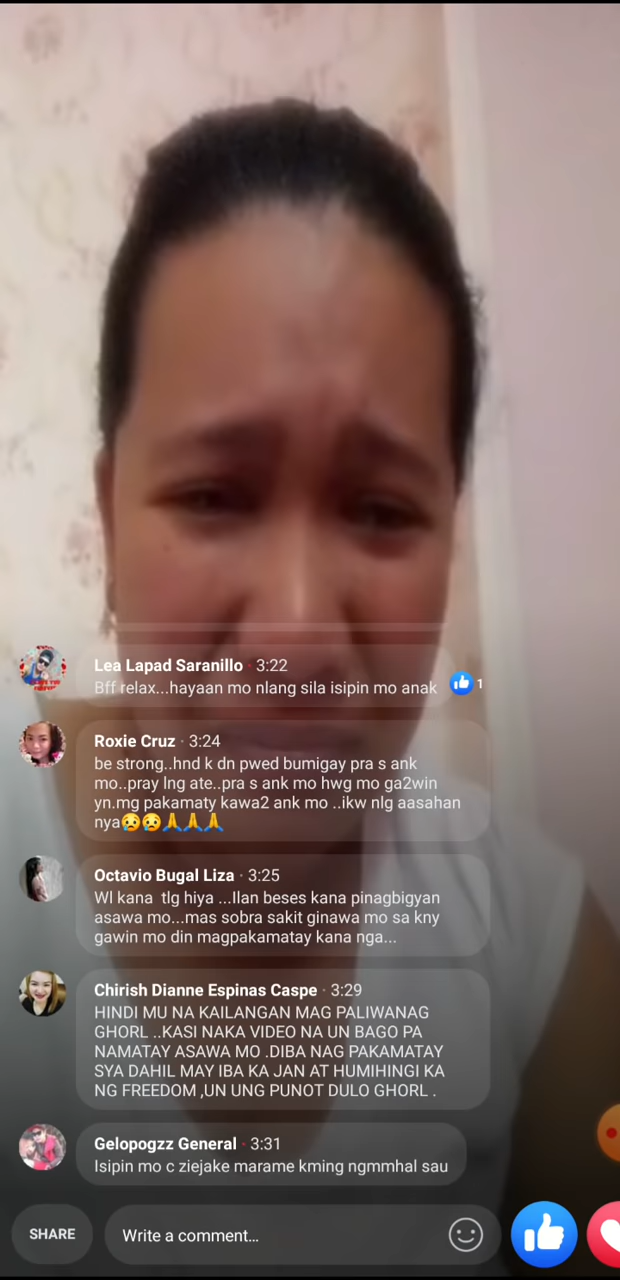 Lea Lapad Saranillo 3:22
Bff relax...hayaan mo nlang sila isipin mo anak
1
Roxie Cruz · 3:24
be strong..hnd k dn pwed bumigay pra s ank
mo..pray lng ate..pra s ank mo hwg mo ga2win
yn.mg pakamaty kawa2 ank mo ..ikw nlg aasahan
nya😥😥🙏🙏🙏
Octavio Bugal Liza · 3:25
Wl kana tlg hiya ...Ilan beses kana pinagbigyan
asawa mo...mas sobra sakit ginawa mo sa kny
gawin mo din magpakamatay kana nga...
Chirish Dianne Espinas Caspe · 3:29
HINDI MU NA KAILANGAN MAG PALIWANAG
GHORL ..KASI NAKA VIDEO NA UN BAGO PA
NAMATAY ASAWA MO .DIBA NAG PAKAMATAY
SYA DAHIL MAY IBA KA JAN AT HUMIHINGI KA
NG FREEDOM ,UN UNG PUNOT DULO GHORL .
Gelopogzz General · 3:31
Isipin mo c ziejake marame kming ngmmhal sau
SHARE
Write a comment...